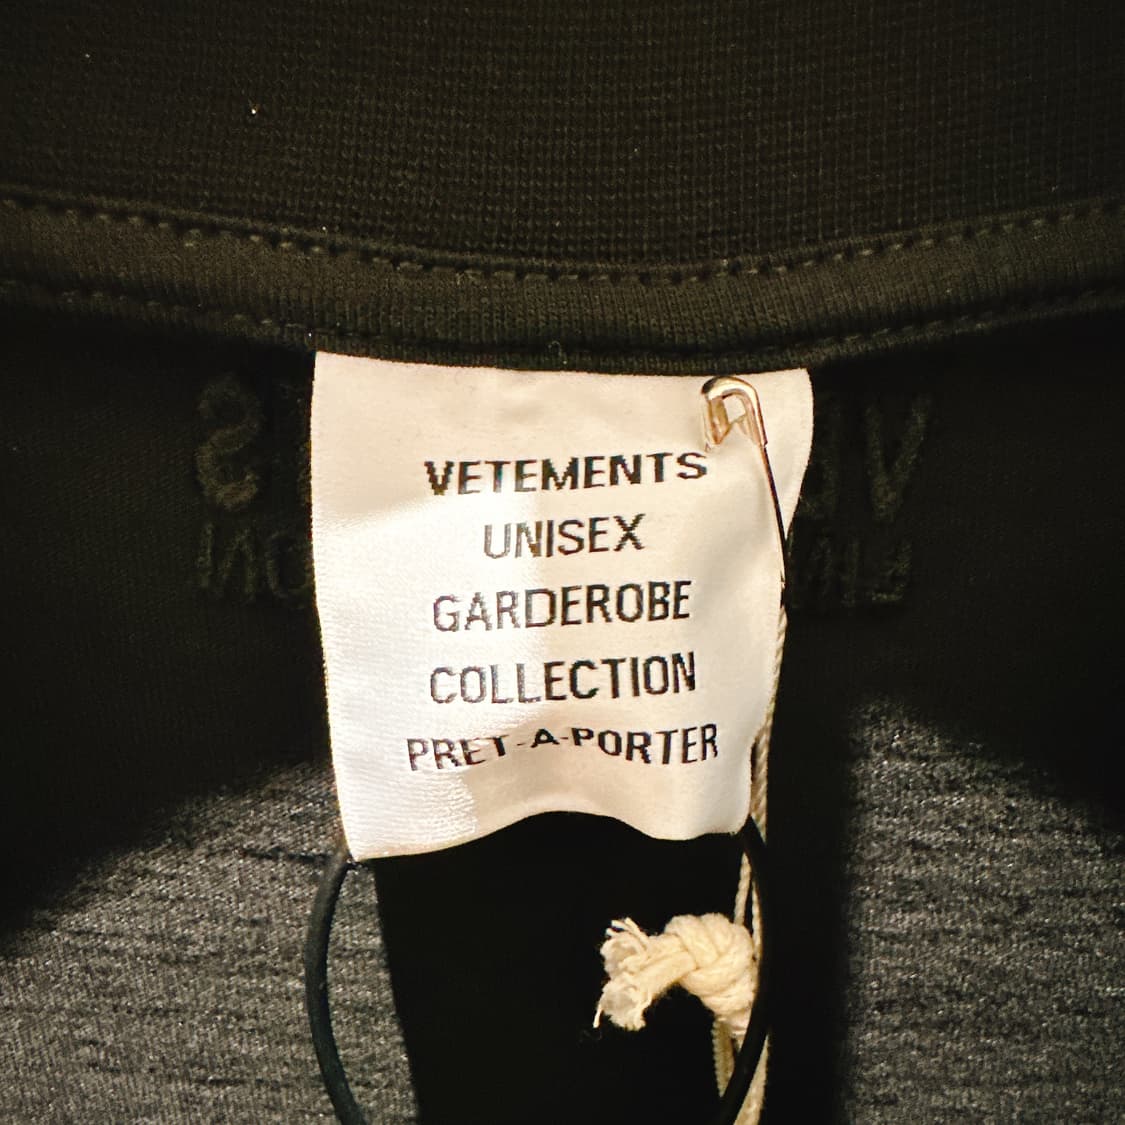 VETEMENTS
UNISEX
GARDEROBE
COLLECTION
PRET-A-PORTER